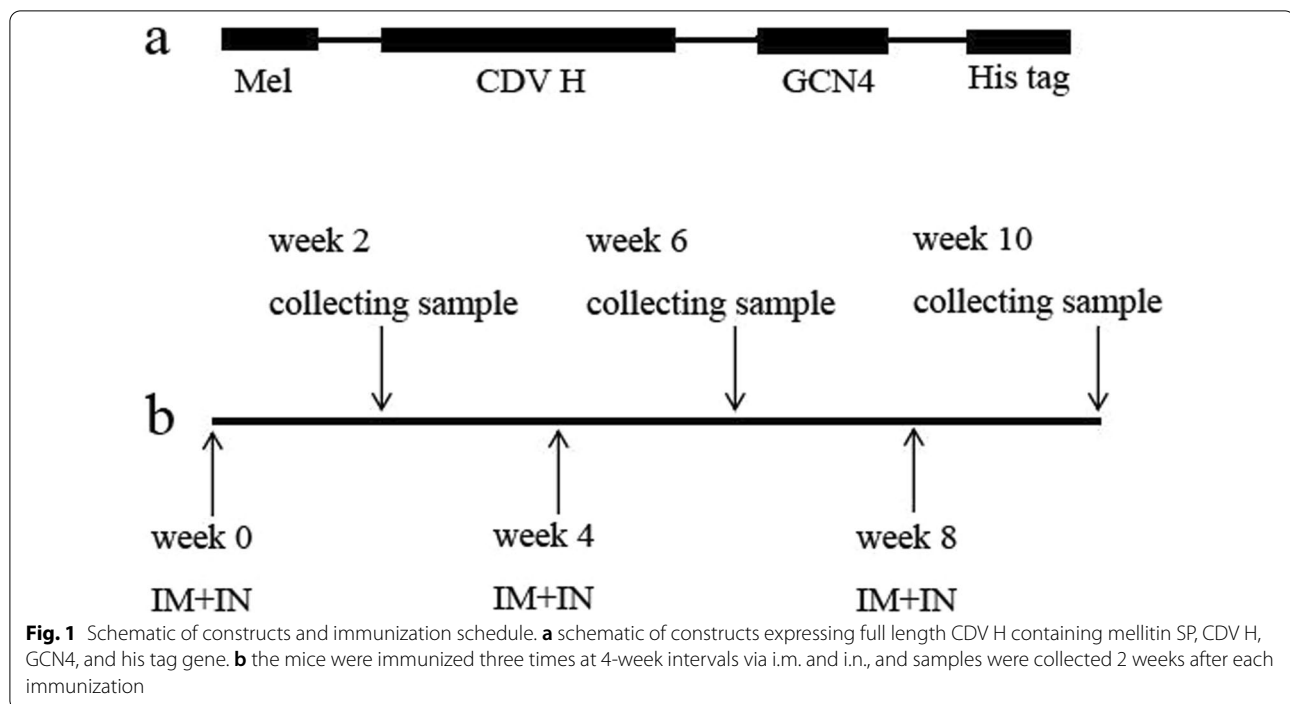 a
Mel CDV H GCN4 His tag
week 2 week 6 week 10
collecting sample collecting sample collecting sample
b
week 0 week 4 week 8
IM+IN IM+IN IM+IN
Fig. 1 Schematic of constructs and immunization schedule. a schematic of constructs expressing full length CDV H containing mellitin SP, CDV H,
GCN4, and his tag gene. b the mice were immunized three times at 4-week intervals via i.m. and i.n., and samples were collected 2 weeks after each
immunization